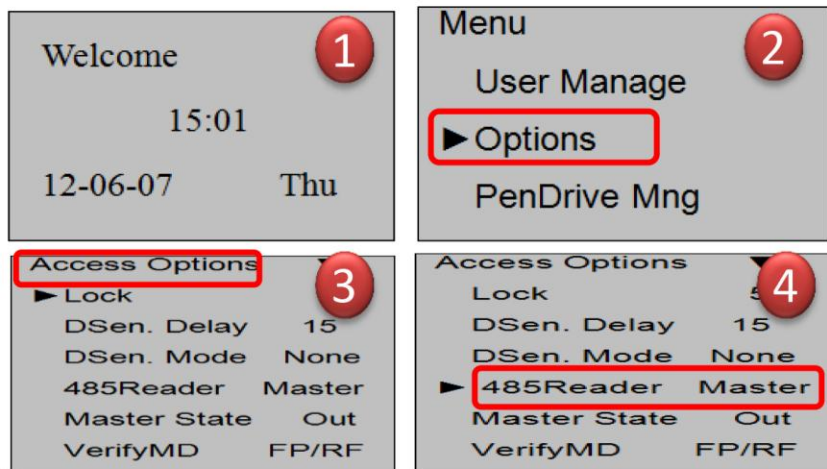 Welcome
1
15:01
12-06-07 Thu
Menu
2
User Manage
►Options
PenDrive Mng
Access Options ▼
3
►Lock
DSen. Delay 15
DSen. Mode None
485Reader Master
Master State Out
VerifyMD FP/RF
Access Options ▼
4
Lock
DSen. Delay 15
DSen. Mode None
► 485Reader Master
Master State Out
VerifyMD FP/RF